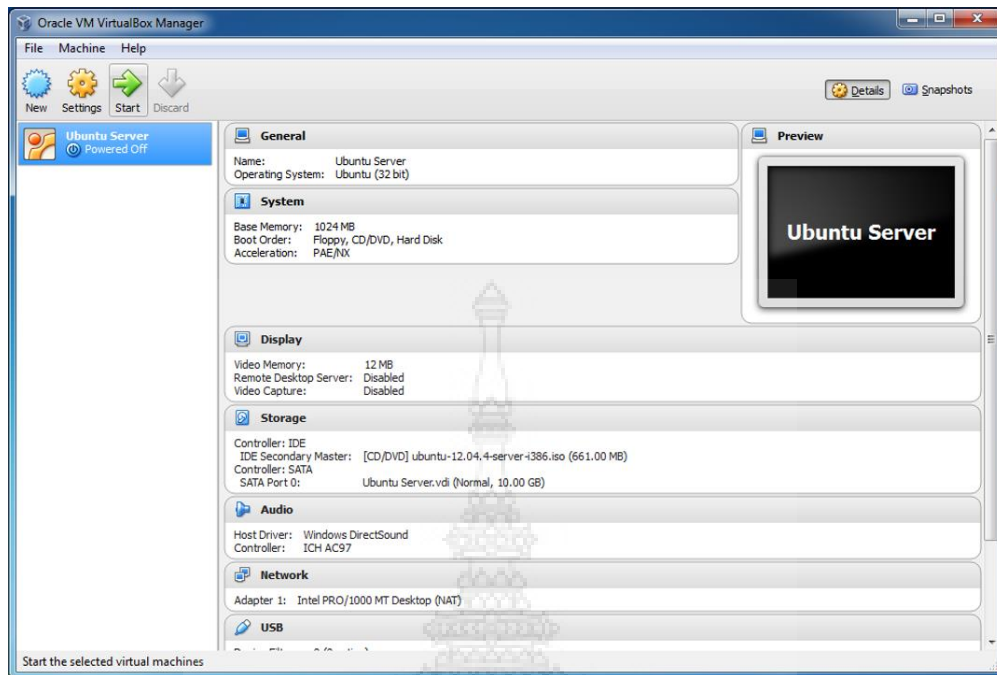 Oracle VM VirtualBox Manager
File Machine Help
New Settings Start Discard
Details Snapshots
Ubuntu Server
Powered Off
General
Name: Ubuntu Server
Operating System: Ubuntu (32 bit)
System
Base Memory: 1024 MB
Boot Order: Floppy, CD/DVD, Hard Disk
Acceleration: PAE/NX
Preview
Ubuntu Server
Display
Video Memory: 12 MB
Remote Desktop Server: Disabled
Video Capture: Disabled
Storage
Controller: IDE
IDE Secondary Master: [CD/DVD] ubuntu-12.04.4-server-i386.iso (661.00 MB)
Controller: SATA
SATA Port 0: Ubuntu Server.vdi (Normal, 10.00 GB)
Audio
Host Driver: Windows DirectSound
Controller: ICH AC97
Network
Adapter 1: Intel PRO/1000 MT Desktop (NAT)
USB
Start the selected virtual machines